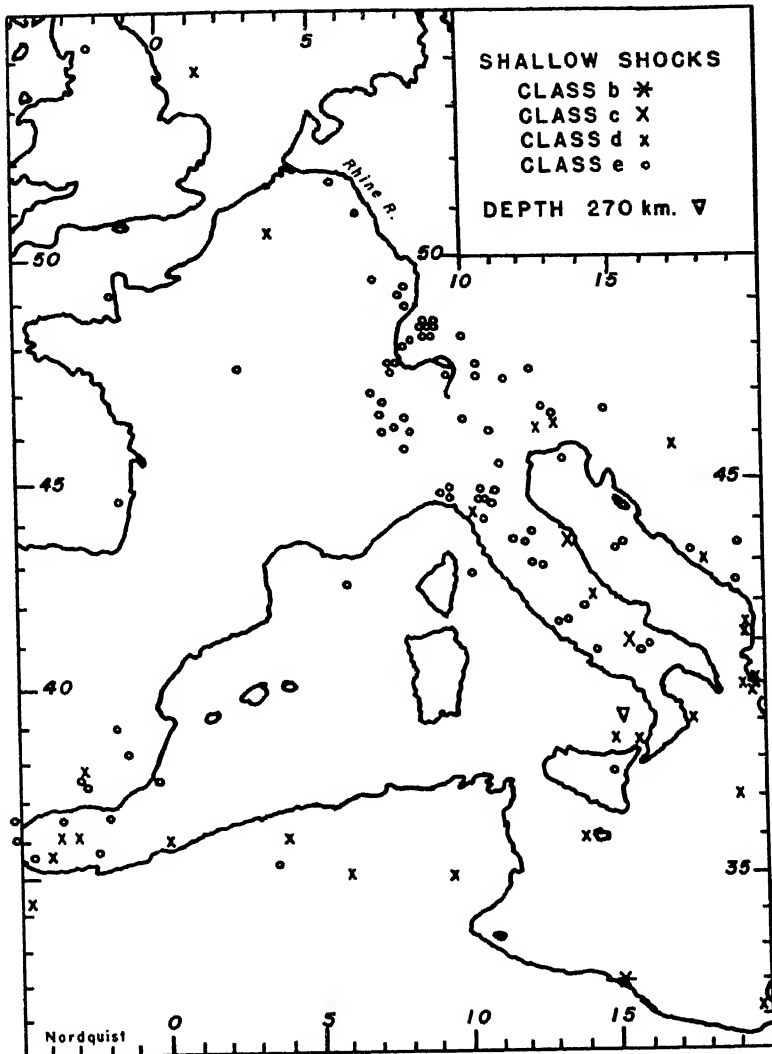 0 5
SHALLOW SHOCKS
CLASS b *
CLASS c X
CLASS d x
CLASS e o
DEPTH 270 km. ∇
Rhine R.
50 50
10 15
45 45
40
35
Nordquist
0 5 10 15